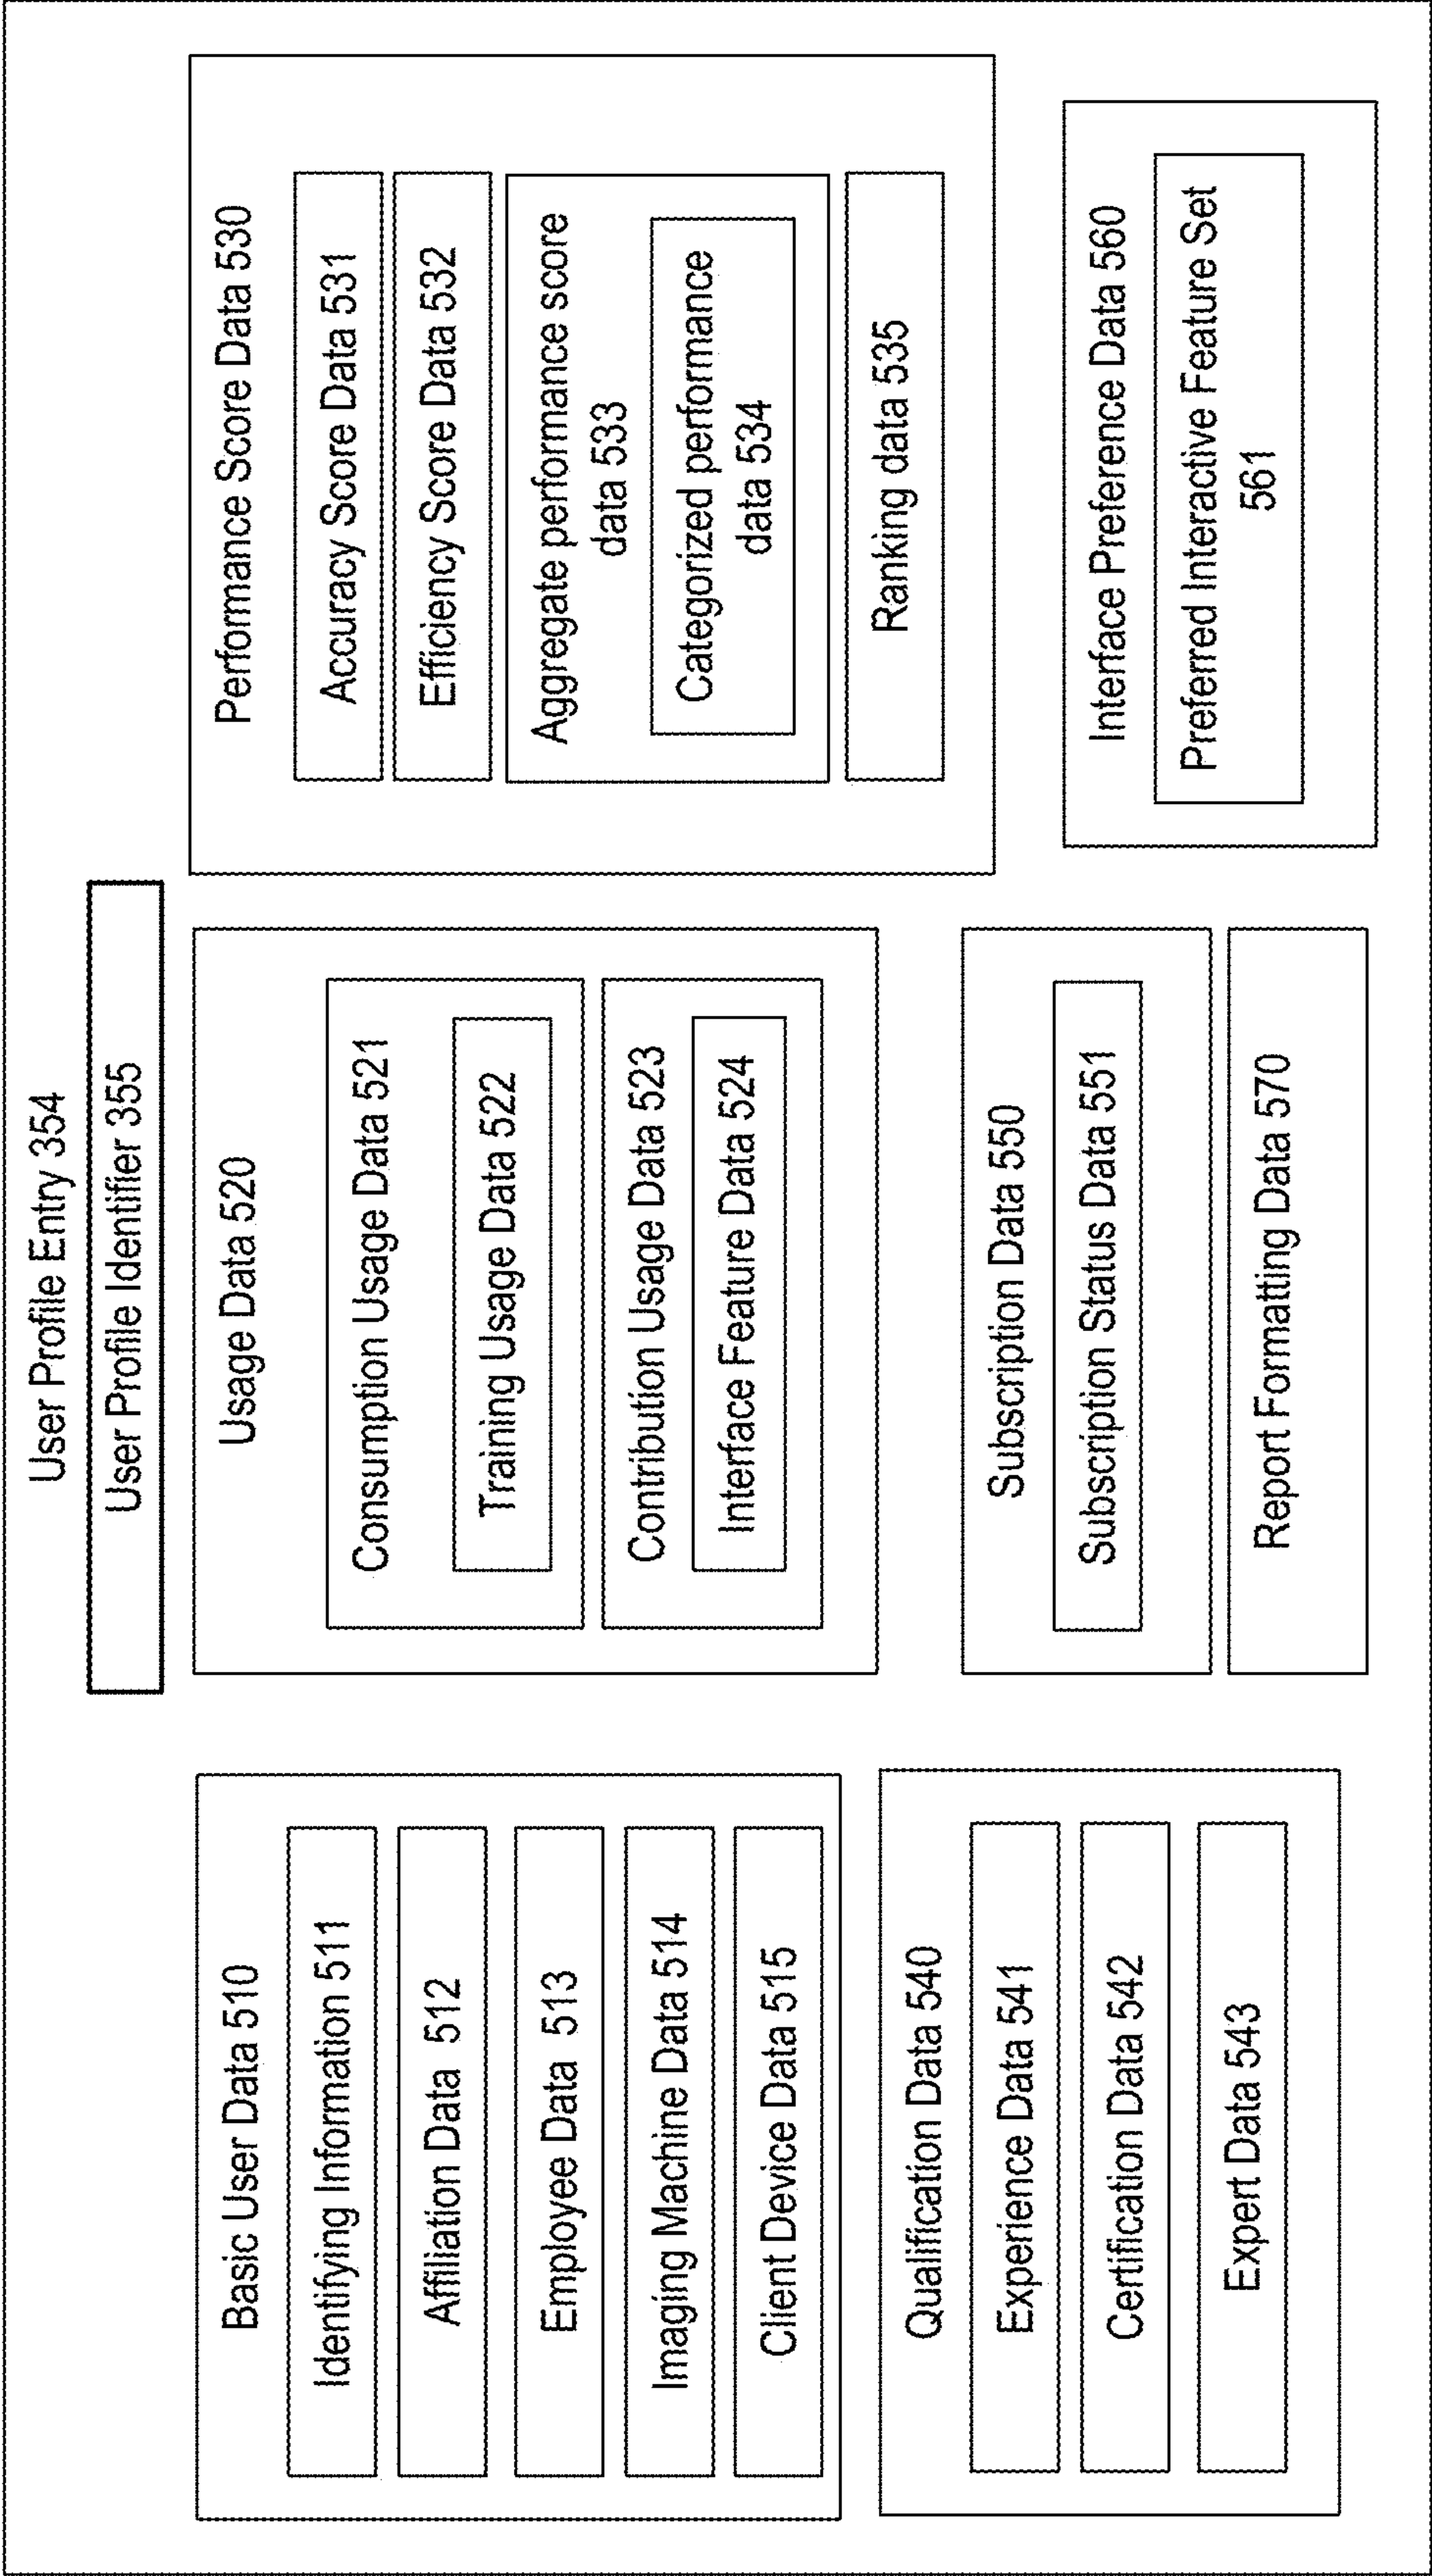 User Profile Entry 354
User Profile Identifier 355
Basic User Data 510
Identifying Information 511
Affiliation Data 512
Employee Data 513
Imaging Machine Data 514
Client Device Data 515
Usage Data 520
Consumption Usage Data 521
Training Usage Data 522
Contribution Usage Data 523
Interface Feature Data 524
Performance Score Data 530
Accuracy Score Data 531
Efficiency Score Data 532
Aggregate performance score
data 533
Categorized performance
data 534
Ranking data 535
Qualification Data 540
Experience Data 541
Certification Data 542
Expert Data 543
Subscription Data 550
Subscription Status Data 551
Report Formatting Data 570
Interface Preference Data 560
Preferred Interactive Feature Set
561